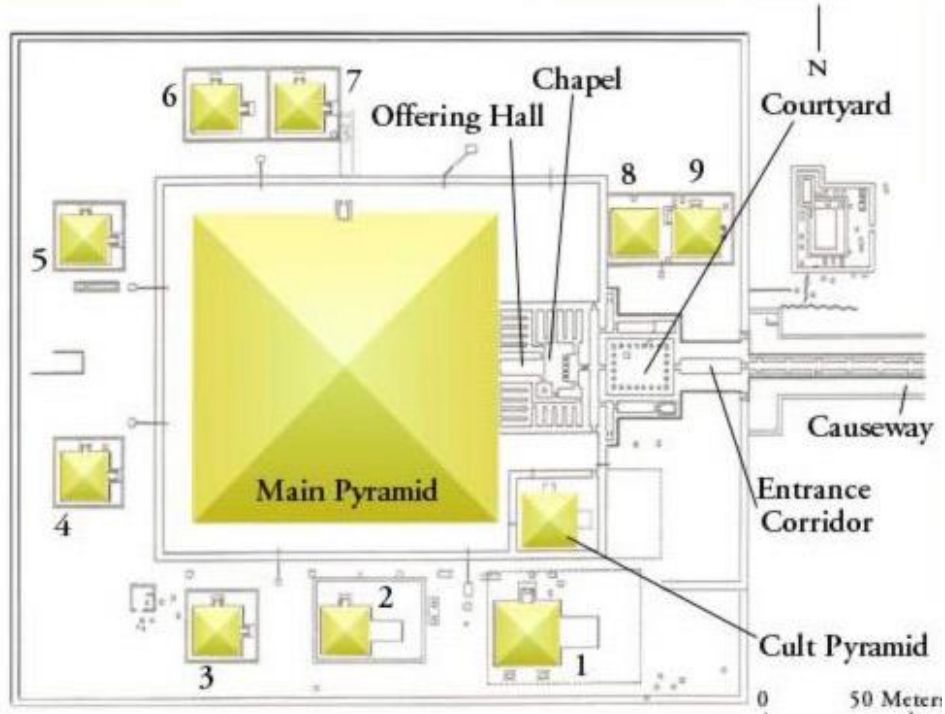 N
6
7
Chapel
Offering Hall
Courtyard
8
9
5
Causeway
4
Main Pyramid
Entrance
Corridor
2
3
1
Cult Pyramid
0 50 Meters